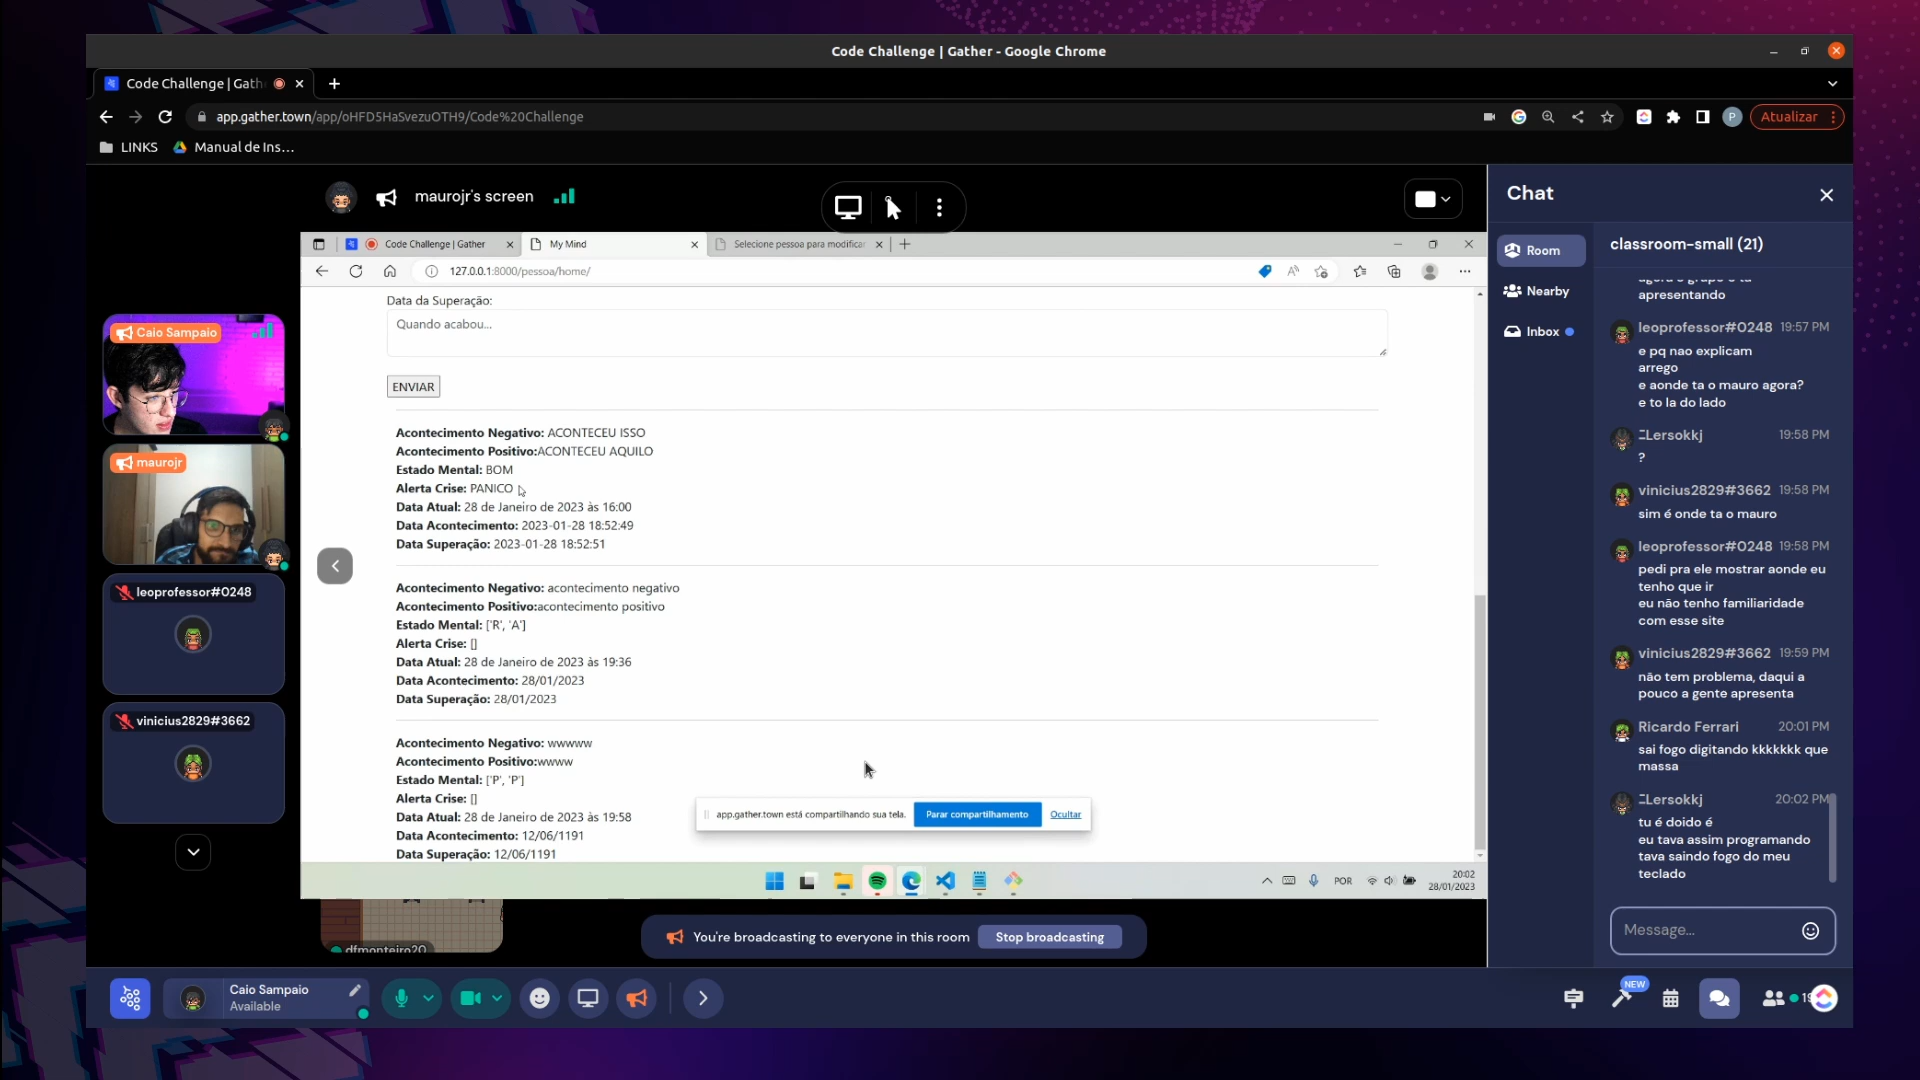 Code Challenge | Gather - Google Chrome
Code Challenge | Gath
app.gather.town/app/oHFD5HaSvezuOTH9/Code%20Challenge
P
Atualizar
LINKS
Manual de Ins...
maurojr's screen
Code Challenge | Gather
My Mind
Selecione pessoa para modificar
127.0.0.1:8000/pessoa/home/
Data da Superação:
Quando acabou...
ENVIAR
Acontecimento Negativo: ACONTECEU ISSO
Acontecimento Positivo:ACONTECEU AQUILO
Estado Mental: BOM
Alerta Crise: PANICO
Data Atual: 28 de Janeiro de 2023 às 16:00
Data Acontecimento: 2023-01-28 18:52:49
Data Superação: 2023-01-28 18:52:51
Acontecimento Negativo: acontecimento negativo
Acontecimento Positivo:acontecimento positivo
Estado Mental: ['R', 'A']
Alerta Crise: []
Data Atual: 28 de Janeiro de 2023 às 19:36
Data Acontecimento: 28/01/2023
Data Superação: 28/01/2023
Acontecimento Negativo: wwwww
Acontecimento Positivo:wwww
Estado Mental: ['P', 'P']
Alerta Crise: []
Data Atual: 28 de Janeiro de 2023 às 19:58
Data Acontecimento: 12/06/1191
Data Superação: 12/06/1191
app.gather.town está compartilhando sua tela.
Parar compartilhamento
Ocultar
POR
20:02
28/01/2023
Caio Sampaio
maurojr
leoprofessor#0248
vinicius2829#3662
dfmonteiro20
You're broadcasting to everyone in this room
Stop broadcasting
Chat
Room
Nearby
Inbox
classroom-small (21)
apresentando
leoprofessor#0248 19:57 PM
e pq nao explicam
arrego
e aonde ta o mauro agora?
e to la do lado
Lersokkj 19:58 PM
?
vinicius2829#3662 19:58 PM
sim é onde ta o mauro
leoprofessor#0248 19:58 PM
pedi pra ele mostrar aonde eu
tenho que ir
eu não tenho familiaridade
com esse site
vinicius2829#3662 19:59 PM
não tem problema, daqui a
pouco a gente apresenta
Ricardo Ferrari 20:01 PM
sai fogo digitando kkkkkkk que
massa
Lersokkj 20:02 PM
tu é doido é
eu tava assim programando
tava saindo fogo do meu
teclado
Message...
Caio Sampaio
Available
NEW